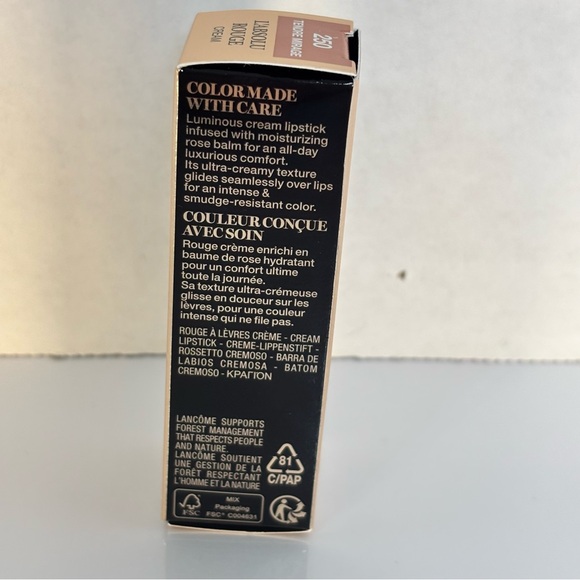 250
TENDRE MIRAGE
L'ABSOLU
ROUGE
CREAM
COLOR MADE
WITH CARE
Luminous cream lipstick
infused with moisturizing
rose balm for an all-day
luxurious comfort.
Its ultra-creamy texture
glides seamlessly over lips
for an intense &
smudge-resistant color.
COULEUR CONÇUE
AVEC SOIN
Rouge crème enrichi en
baume de rose hydratant
pour un confort ultime
toute la journée.
Sa texture ultra-crémeuse
glisse en douceur sur les
lèvres, pour une couleur
intense qui ne file pas.
ROUGE À LÈVRES CRÈME - CREAM
LIPSTICK - CREME-LIPPENSTIFT -
ROSSETTO CREMOSO - BARRA DE
LABIOS CREMOSA - BATOM
CREMOSO - ΚΡΑΓΙΟΝ
LANCÔME SUPPORTS
FOREST MANAGEMENT
THAT RESPECTS PEOPLE
AND NATURE.
LANCÔME SOUTIENT
UNE GESTION DE LA
FORÊT RESPECTANT
L'HOMME ET LA NATURE
81
C/PAP
FSC
MIX
Packaging
FSC® C004631